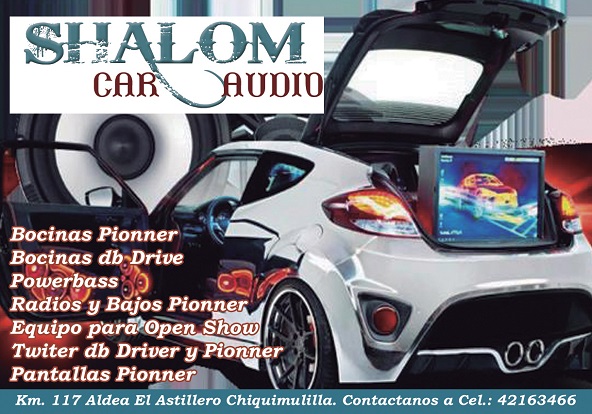 SHALOM
CAR AUDIO
Bocinas Pionner
Bocinas db Drive
Powerbass
Radios y Bajos Pionner
Equipo para Open Show
Twiter db Driver y Pionner
Pantallas Pionner
Km. 117 Aldea El Astillero Chiquimulilla. Contactanos a Cel.: 42163466